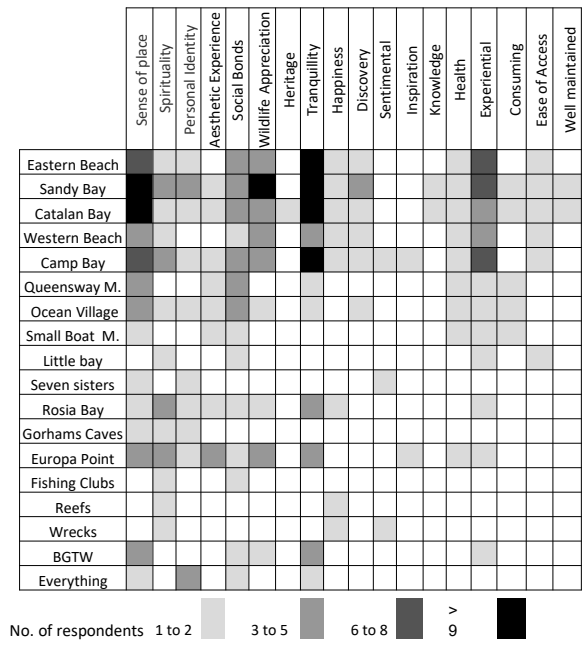 Sense of place
Spirituality
Personal Identity
Aesthetic Experience
Social Bonds
Wildlife Appreciation
Heritage
Tranquillity
Happiness
Discovery
Sentimental
Inspiration
Knowledge
Health
Experiential
Consuming
Ease of Access
Well maintained
Eastern Beach
Sandy Bay
Catalan Bay
Western Beach
Camp Bay
Queensway M.
Ocean Village
Small Boat M.
Little bay
Seven sisters
Rosia Bay
Gorhams Caves
Europa Point
Fishing Clubs
Reefs
Wrecks
BGTW
Everything
No. of respondents 1 to 2 3 to 5 6 to 8 > 9